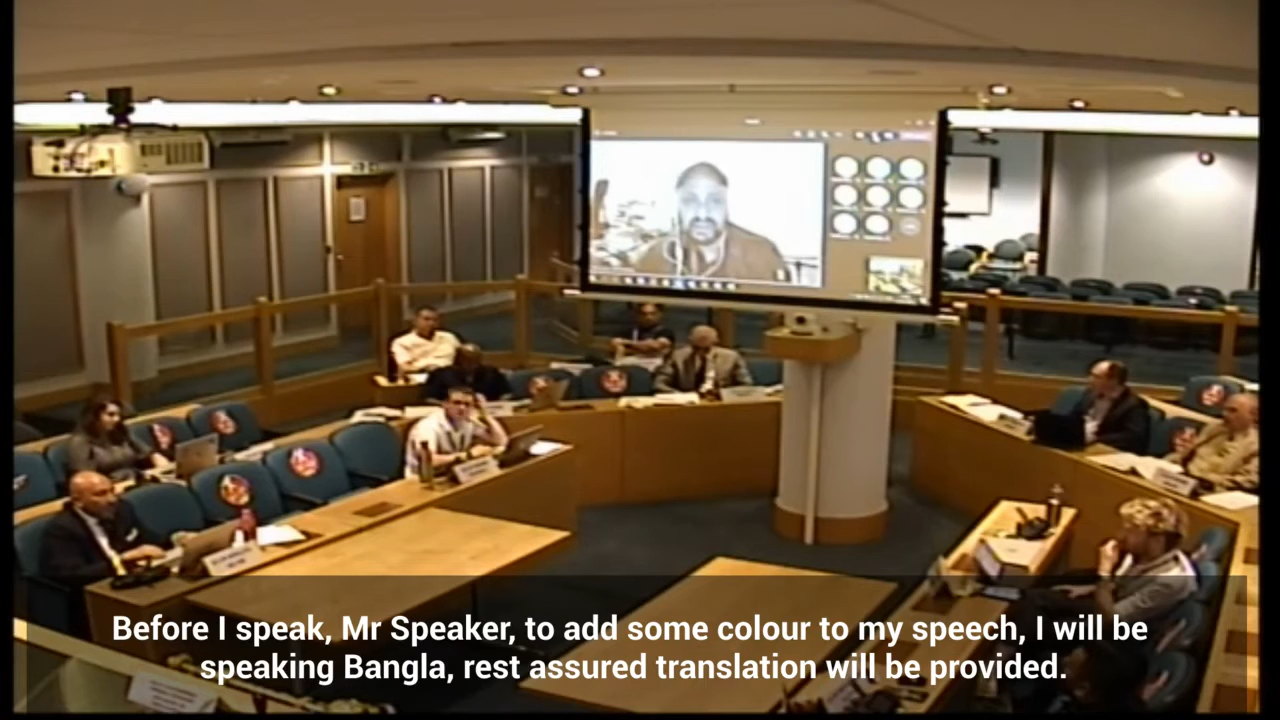 Before I speak, Mr Speaker, to add some colour to my speech, I will be
speaking Bangla, rest assured translation will be provided.